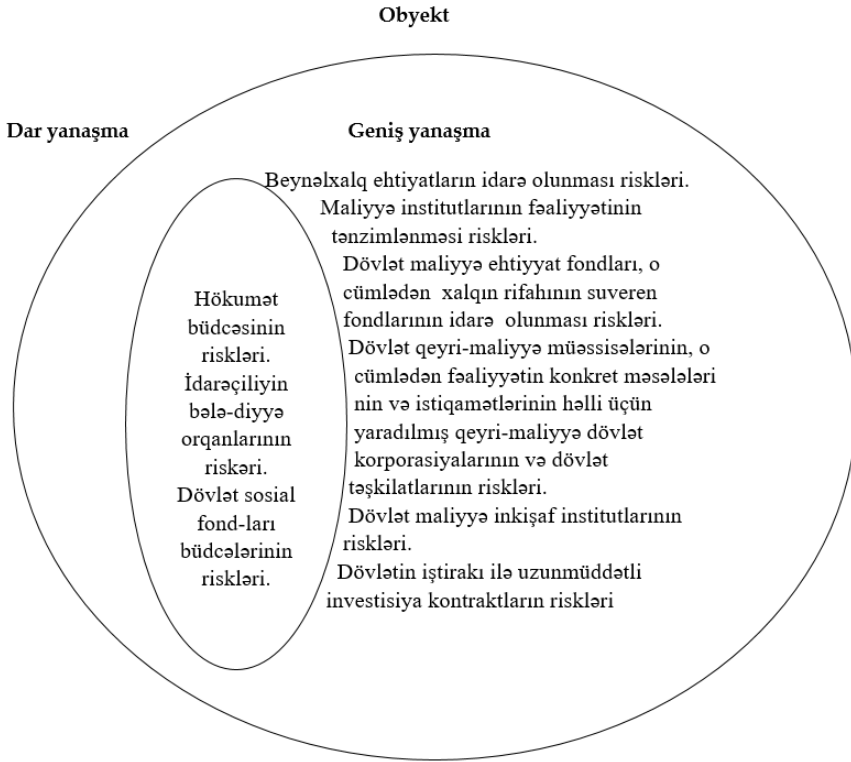 Obyekt
Dar yanaşma
Geniş yanaşma
Hökumət
büdcəsinin
riskləri.
İdarəçiliyin
bələ-diyyə
orqanlarının
riskəri.
Dövlət sosial
fond-ları
büdcələrinin
riskləri.
Beynəlxalq ehtiyatların idarə olunması riskləri.
Maliyyə institutlarının fəaliyyətinin
tənzimlənməsi riskləri.
Dövlət maliyyə ehtiyyat fondları, o
cümlədən xalqın rifahının suveren
fondlarının idarə olunması riskləri.
Dövlət qeyri-maliyyə müəssisələrinin, o
cümlədən fəaliyyətin konkret məsələləri
nin və istiqamətlərinin həlli üçün
yaradılmış qeyri-maliyyə dövlət
korporasiyalarının və dövlət
təşkilatlarının riskləri.
Dövlət maliyyə inkişaf institutlarının
riskləri.
Dövlətin iştirakı ilə uzunmüddətli
investisiya kontraktların riskləri